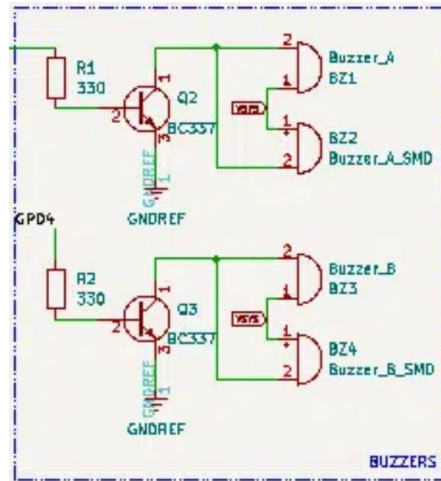 R1
330
2
1
3
Q2
BC337
GNDREF
1
GNDREF
2
1
Buzzer_A
BZ1
VSYS
1
2
BZ2
Buzzer_A_SMD
GPD4
R2
330
2
1
3
Q3
BC337
GNDREF
1
GNDREF
2
1
Buzzer_B
BZ3
VSYS
1
2
BZ4
Buzzer_B_SMD
BUZZERS